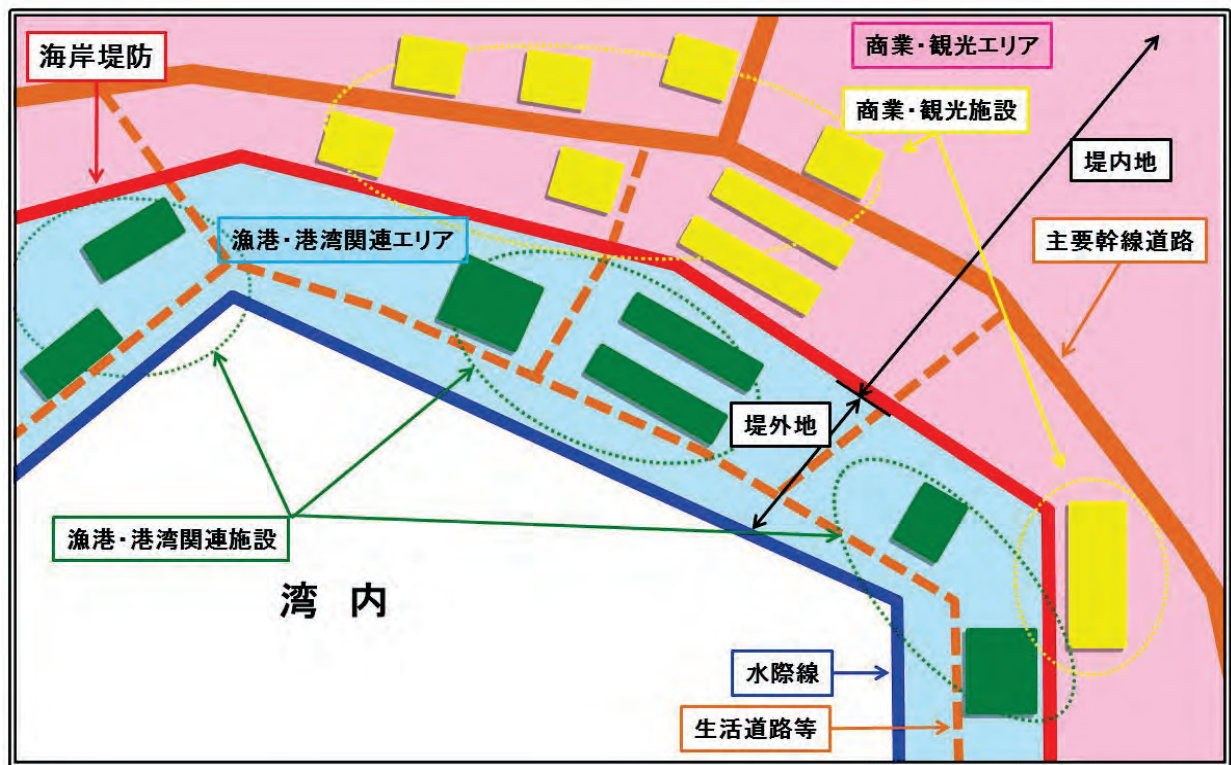 海岸堤防
商業・観光エリア
商業・観光施設
堤内地
漁港・港湾関連エリア
主要幹線道路
堤外地
漁港・港湾関連施設
湾 内
水際線
生活道路等